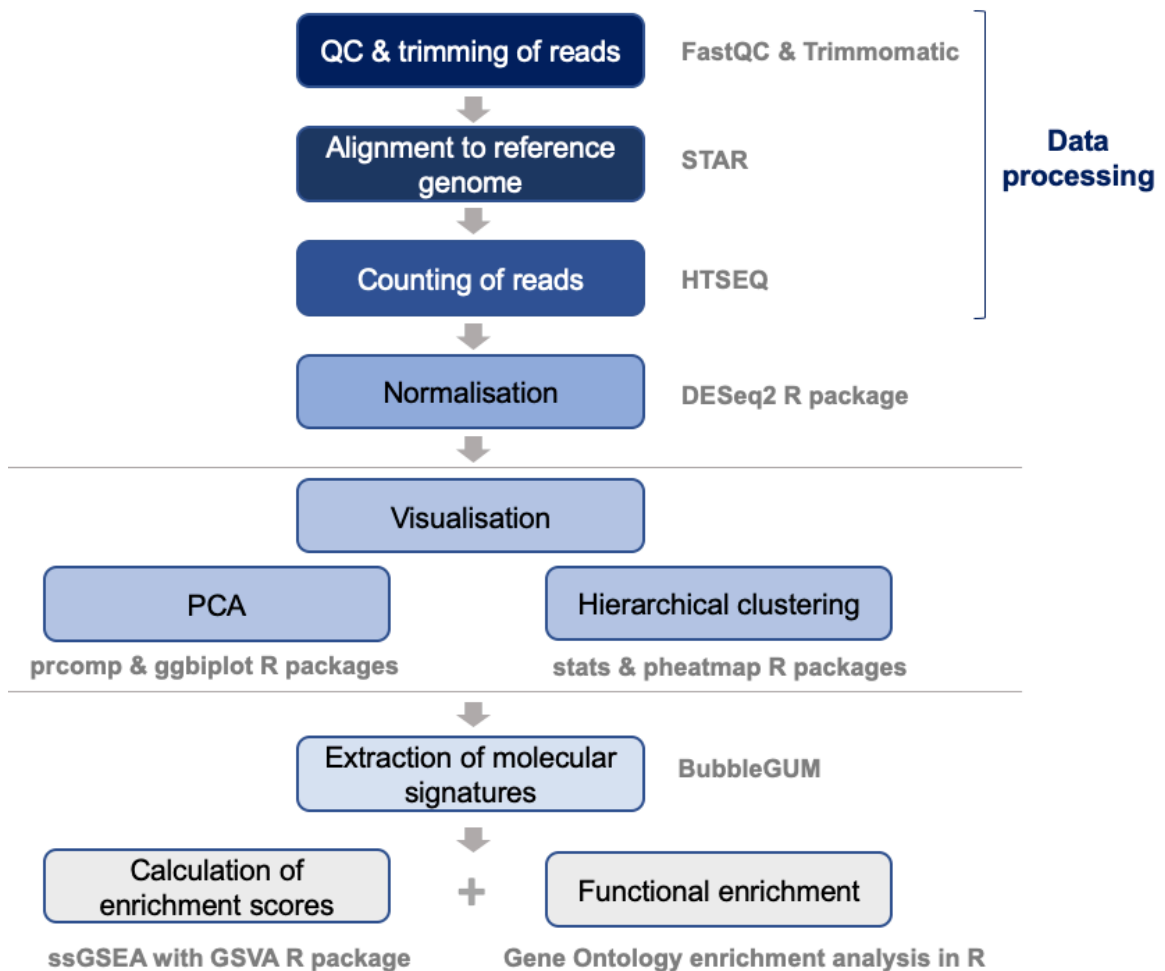 QC & trimming of reads
FastQC & Trimmomatic
Alignment to reference
genome
STAR
Data
processing
Counting of reads
HTSEQ
Normalisation
DESeq2 R package
Visualisation
PCA
Hierarchical clustering
prcomp & ggbiplot R packages
stats & pheatmap R packages
Extraction of molecular
signatures
BubbleGUM
Calculation of
enrichment scores
+
Functional enrichment
ssGSEA with GSVA R package
Gene Ontology enrichment analysis in R